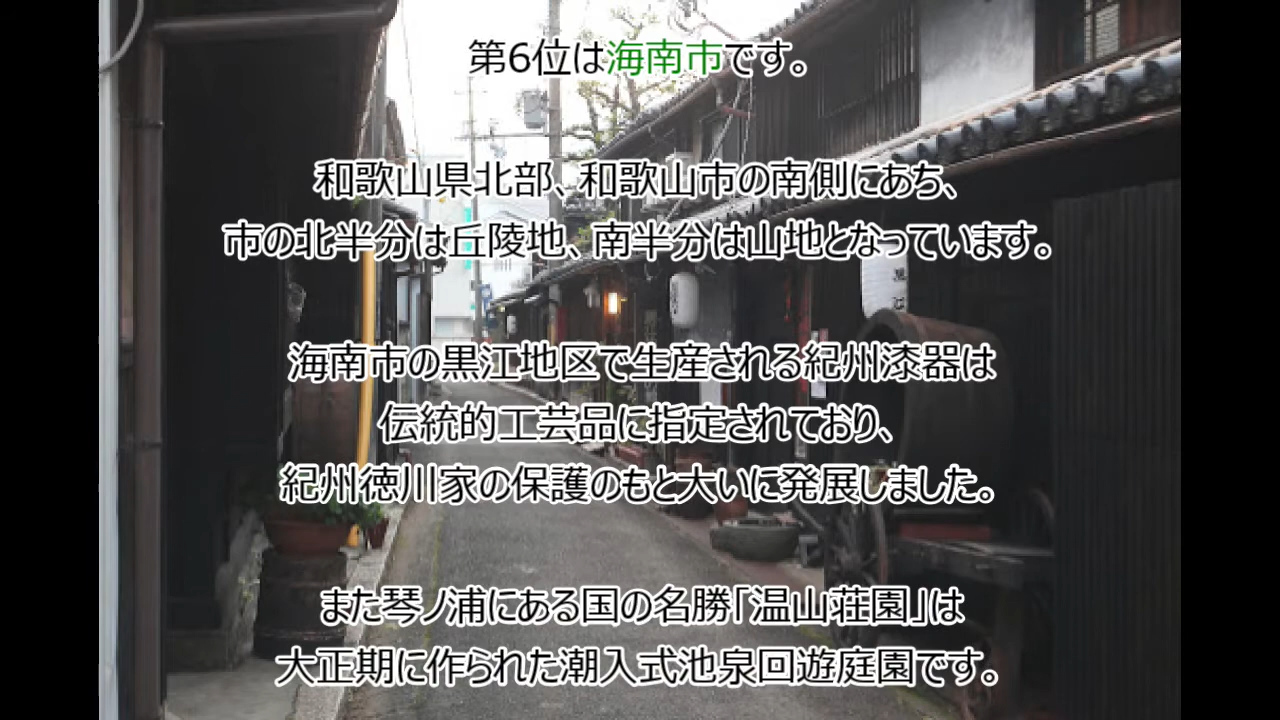 第6位は海南市です。
和歌山県北部、和歌山市の南側にあち、
市の北半分は丘陵地、南半分は山地となっています。
海南市の黒江地区で生産される紀州漆器は
伝統的工芸品に指定されており、
紀州徳川家の保護のもと大いに発展しました。
また琴ノ浦にある国の名勝「温山荘園」は
大正期に作られた潮入式池泉回遊庭園です。